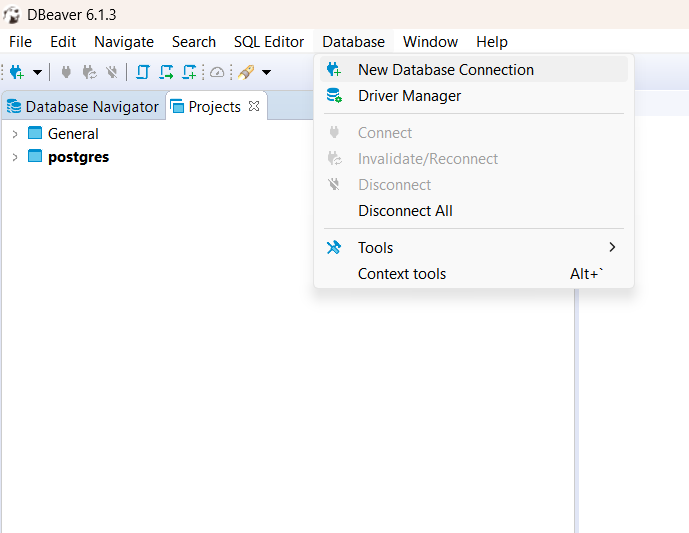 DBeaver 6.1.3
File Edit Navigate Search SQL Editor Database Window Help
New Database Connection
Driver Manager
Database Navigator Projects
General
Connect
postgres
Invalidate/Reconnect
Disconnect
Disconnect All
Tools
Context tools Alt+`